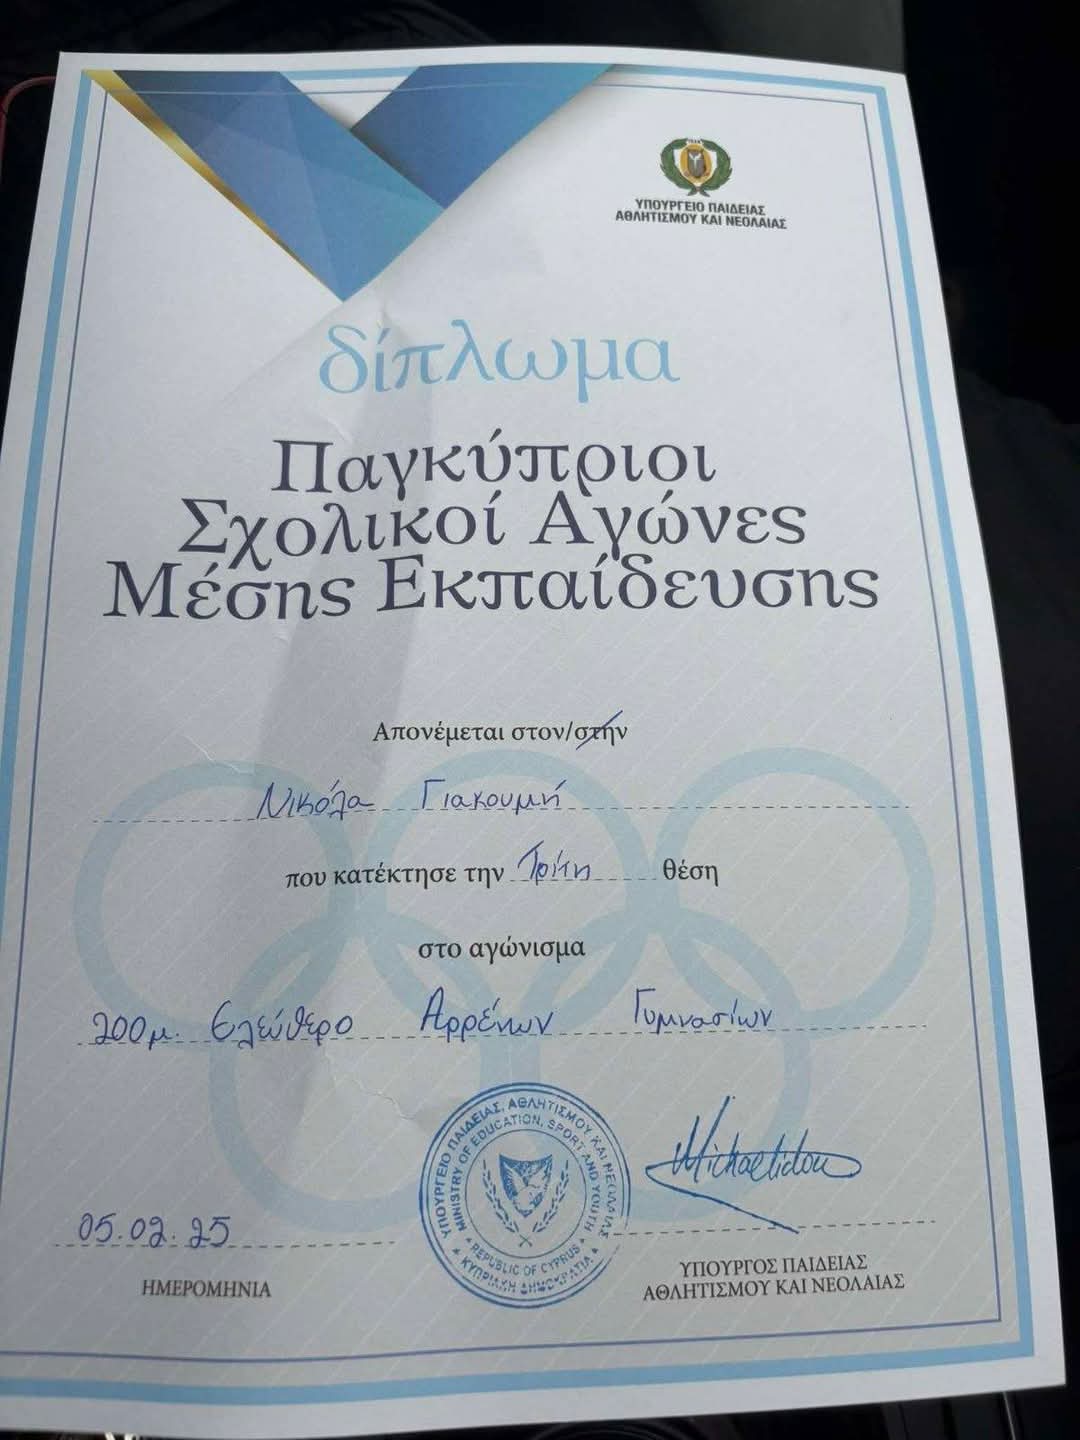 ΥΠΟΥΡΓΕΙΟ ΠΑΙΔΕΙΑΣ
ΑΘΛΗΤΙΣΜΟΥ ΚΑΙ ΝΕΟΛΑΙΑΣ
δίπλωμα
Παγκύπριοι
Σχολικοί Αγώνες
Μέσης Εκπαίδευσης
Απονέμεται στον/στην
Νικόλα Γιακουμή
που κατέκτησε την Τρίτη θέση
στο αγώνισμα
200μ. Ελεύθερο Αρρένων Γυμνασίων
ΥΠΟΥΡΓΕΙΟ ΠΑΙΔΕΙΑΣ, ΑΘΛΗΤΙΣΜΟΥ ΚΑΙ ΝΕΟΛΑΙΑΣ
MINISTRY OF EDUCATION, SPORT AND YOUTH
REPUBLIC OF CYPRUS
ΚΥΠΡΙΑΚΗ ΔΗΜΟΚΡΑΤΙΑ
Michaelidou
05.02.25
ΗΜΕΡΟΜΗΝΙΑ
ΥΠΟΥΡΓΟΣ ΠΑΙΔΕΙΑΣ
ΑΘΛΗΤΙΣΜΟΥ ΚΑΙ ΝΕΟΛΑΙΑΣ